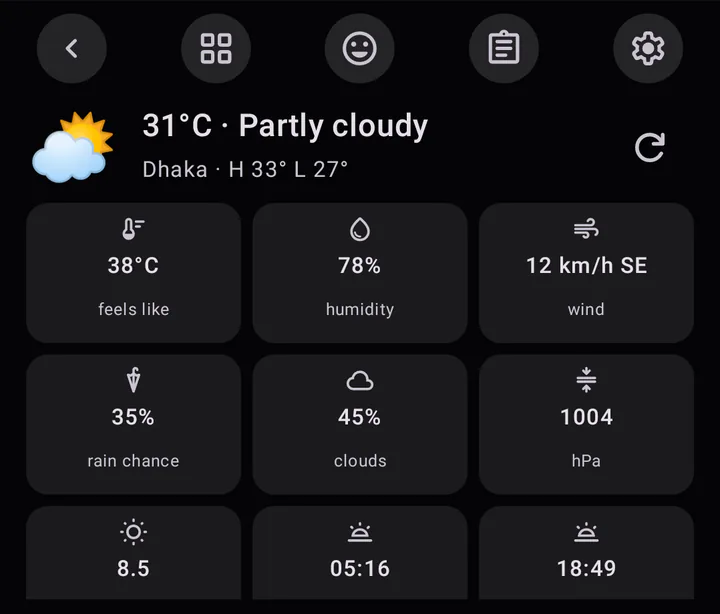 31°C · Partly cloudy
Dhaka · H 33° L 27°
38°C
78%
12 km/h SE
feels like
humidity
wind
35%
45%
1004
rain chance
clouds
hPa
8.5
05:16
18:49